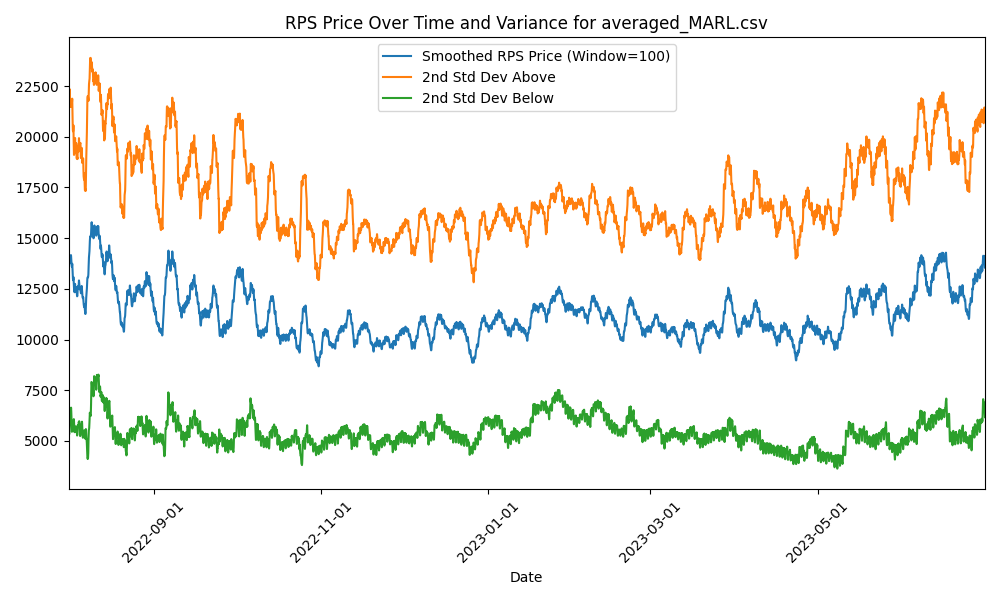 RPS Price Over Time and Variance for averaged_MARL.csv
Smoothed RPS Price (Window=100)
2nd Std Dev Above
2nd Std Dev Below
22500
20000
17500
15000
12500
10000
7500
5000
2022-09-01
2022-11-01
2023-01-01
2023-03-01
2023-05-01
Date